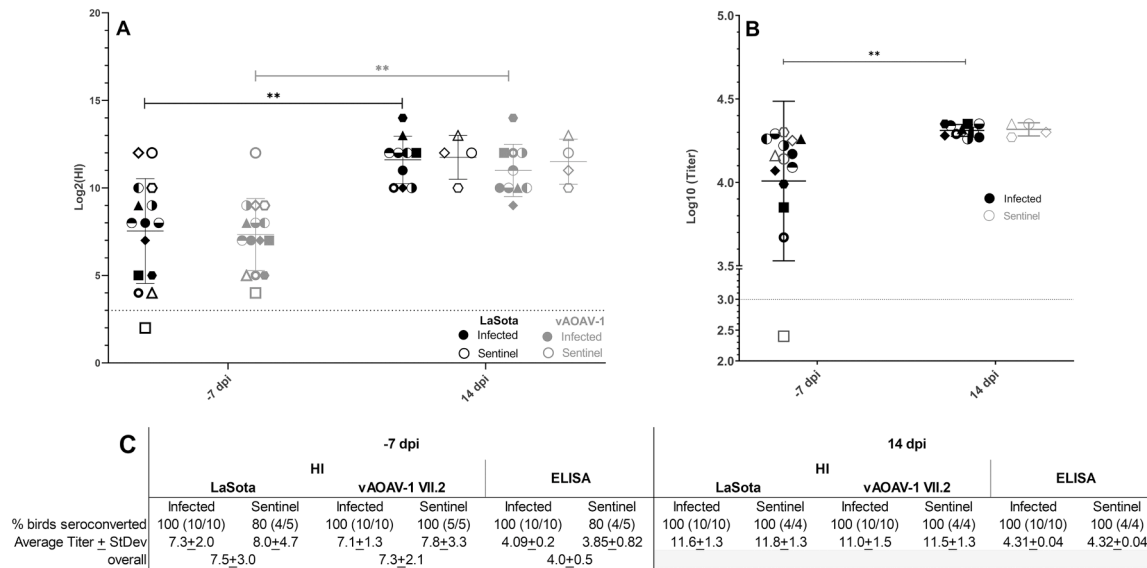 A
Log2(HI)
20
15
10
5
0
**
**
LaSota vAOAV-1
Infected Infected
Sentinel Sentinel
-7 dpi
14 dpi
B
Log10 (Titer)
5.0
4.5
4.0
3.5
3.0
2.5
2.0
**
Infected
Sentinel
-7 dpi
14 dpi
C
-7 dpi 14 dpi
HI ELISA HI ELISA
LaSota vAOAV-1 VII.2 LaSota vAOAV-1 VII.2
Infected Sentinel Infected Sentinel Infected Sentinel Infected Sentinel Infected Sentinel Infected Sentinel
% birds seroconverted 100 (10/10) 80 (4/5) 100 (10/10) 100 (5/5) 100 (10/10) 80 (4/5) 100 (10/10) 100 (4/4) 100 (10/10) 100 (4/4) 100 (10/10) 100 (4/4)
Average Titer ± StDev 7.3±2.0 8.0±4.7 7.1±1.3 7.8±3.3 4.09±0.2 3.85±0.82 11.6±1.3 11.8±1.3 11.0±1.5 11.5±1.3 4.31±0.04 4.32±0.04
overall 7.5±3.0 7.3±2.1 4.0±0.5